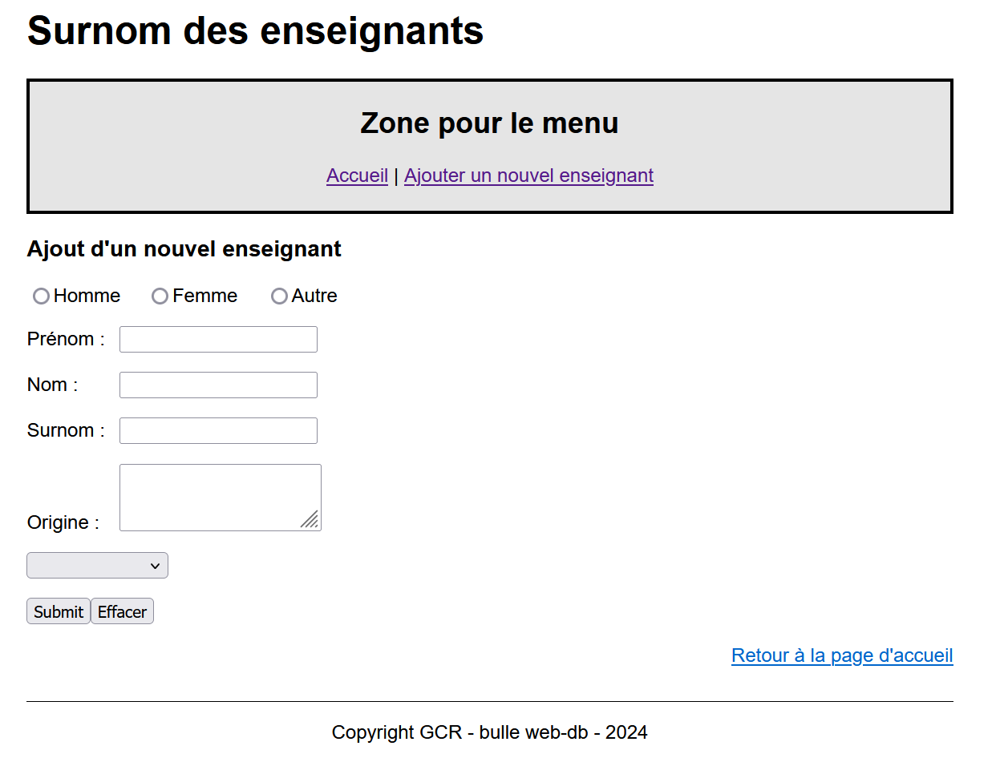 Surnom des enseignants
Zone pour le menu
Accueil | Ajouter un nouvel enseignant
Ajout d'un nouvel enseignant
Homme Femme Autre
Prénom :
Nom :
Surnom :
Origine :
Submit Effacer
Retour à la page d'accueil
Copyright GCR - bulle web-db - 2024